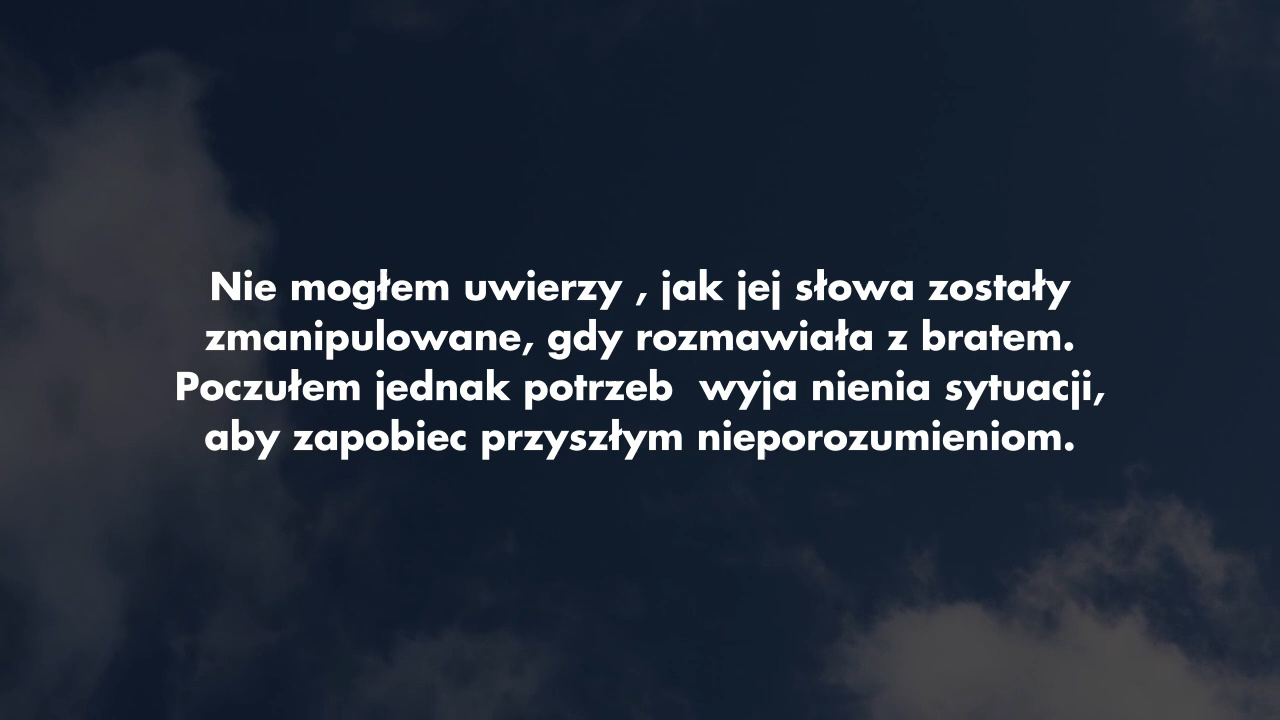 Nie mogłem uwierzy , jak jej słowa zostały
zmanipulowane, gdy rozmawiała z bratem.
Poczułem jednak potrzeb  wyja nienia sytuacji,
aby zapobiec przyszłym nieporozumieniom.